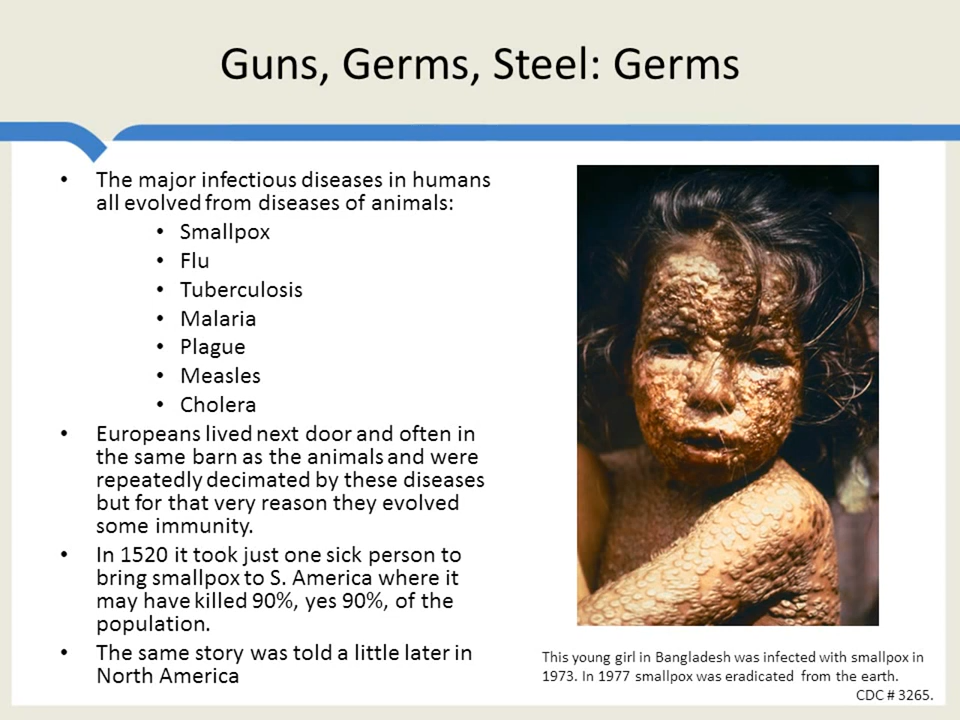 Guns, Germs, Steel: Germs
• The major infectious diseases in humans
all evolved from diseases of animals:
• Smallpox
• Flu
• Tuberculosis
• Malaria
• Plague
• Measles
• Cholera
• Europeans lived next door and often in
the same barn as the animals and were
repeatedly decimated by these diseases
but for that very reason they evolved
some immunity.
• In 1520 it took just one sick person to
bring smallpox to S. America where it
may have killed 90%, yes 90%, of the
population.
• The same story was told a little later in
North America
This young girl in Bangladesh was infected with smallpox in
1973. In 1977 smallpox was eradicated from the earth.
CDC # 3265.